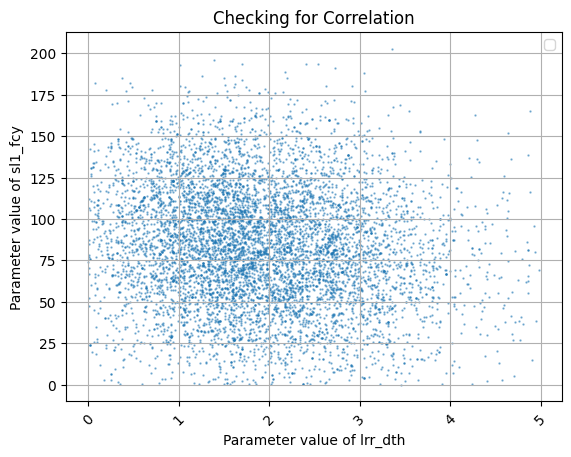 Checking for Correlation
200
175
150
125
100
75
50
25
0
Parameter value of sl1_fcy
0 1 2 3 4 5
Parameter value of lrr_dth